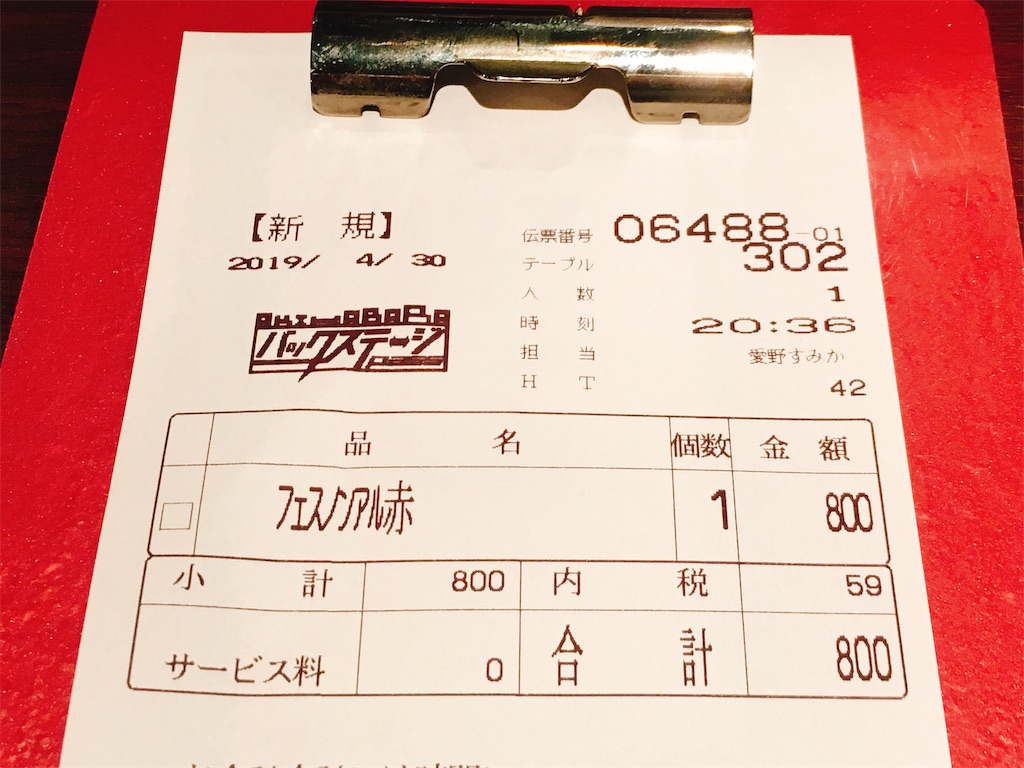 【新 規】
2019/ 4/ 30
AKIHABARA
バックステージ
伝票番号 06488-01
テーブル 302
人 数 1
時 刻 20:36
担 当 愛野すみか
H T 42
品 名 個数 金 額
フェスノンアル赤 1 800
小 計 800 内 税 59
サービス料 0 合 計 800